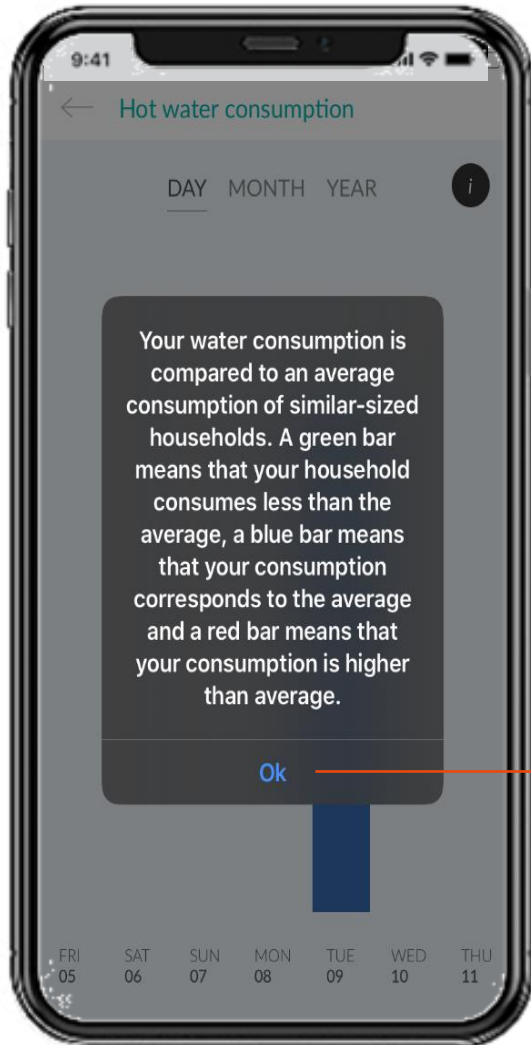 9:41
← Hot water consumption
DAY MONTH YEAR
i
Your water consumption is
compared to an average
consumption of similar-sized
households. A green bar
means that your household
consumes less than the
average, a blue bar means
that your consumption
corresponds to the average
and a red bar means that
your consumption is higher
than average.
Ok
FRI SAT SUN MON TUE WED THU
05 06 07 08 09 10 11